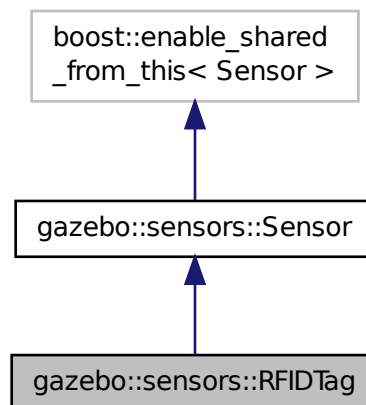 boost::enable_shared
_from_this< Sensor >
gazebo::sensors::Sensor
gazebo::sensors::RFIDTag